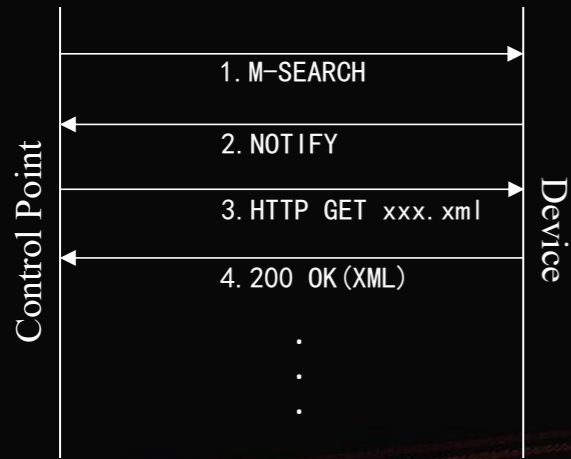 Control Point
1.M-SEARCH
2.NOTIFY
3.HTTP GET xxx.xml
4.200 OK(XML)
.
.
.
Device